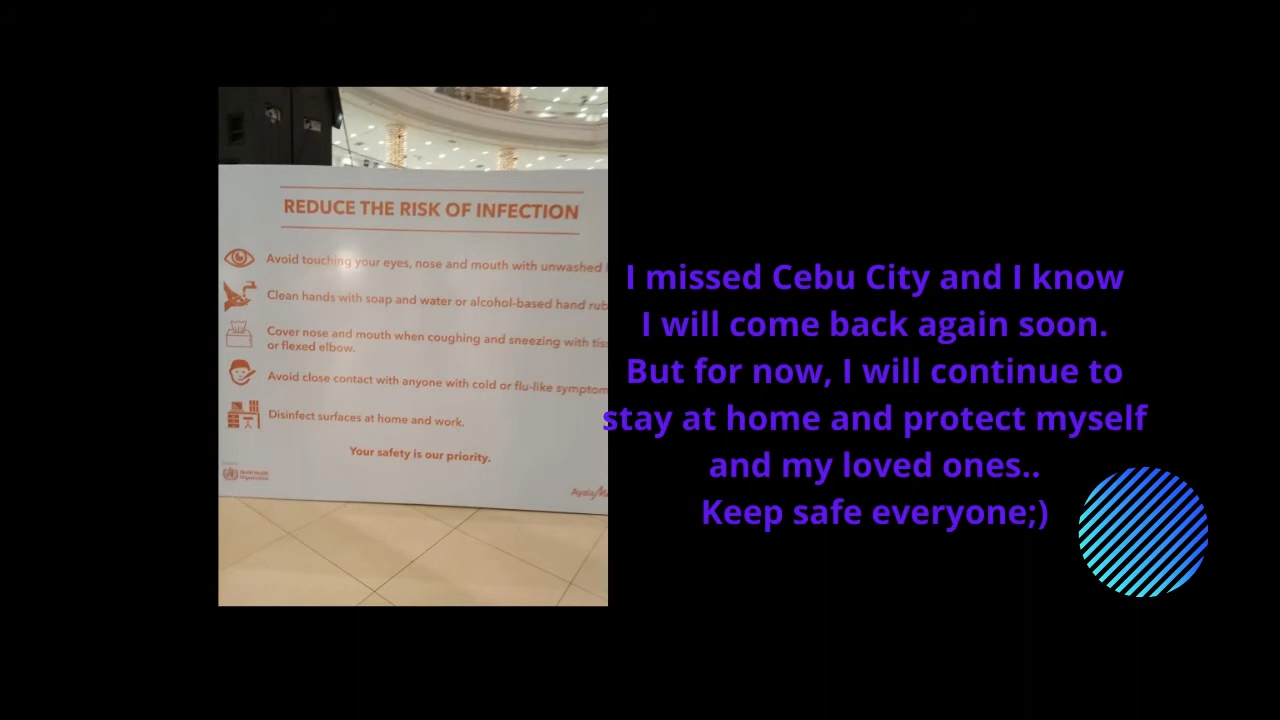 REDUCE THE RISK OF INFECTION
Avoid touching your eyes, nose and mouth with unwashed
Clean hands with soap and water or alcohol-based hand rub
Cover nose and mouth when coughing and sneezing with
or flexed elbow.
Avoid close contact with anyone with cold or flu-like
Disinfect surfaces at home and work.
Your safety is our priority.
World Health
Organization
Ayala
I missed Cebu City and I know
I will come back again soon.
But for now, I will continue to
stay at home and protect myself
and my loved ones..
Keep safe everyone;)